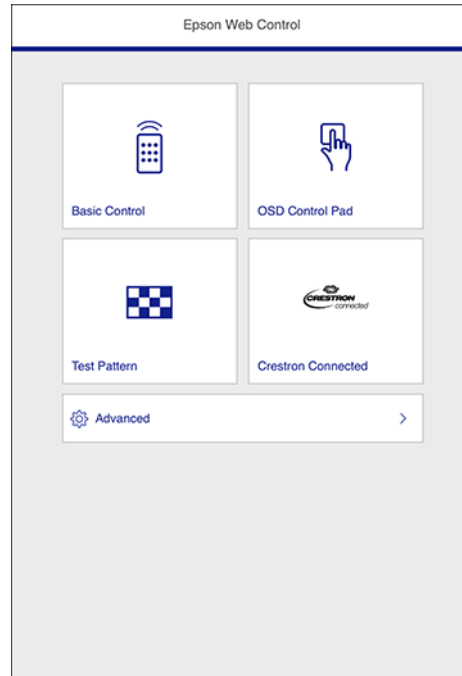 Epson Web Control
Basic Control
OSD Control Pad
Test Pattern
CRESTRON
connected
Crestron Connected
Advanced